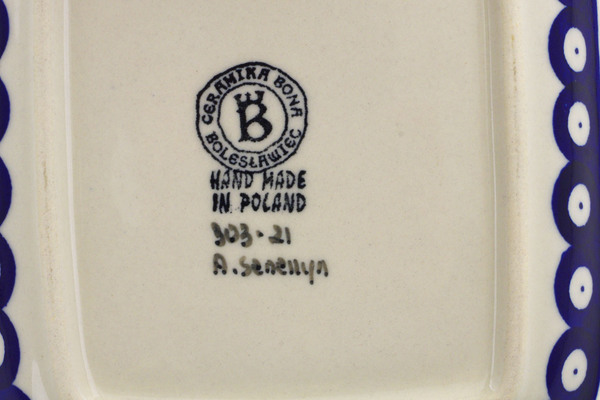 CERAMIKA BONA
B
BOLESŁAWIEC
HAND MADE
IN POLAND
303-21
A.